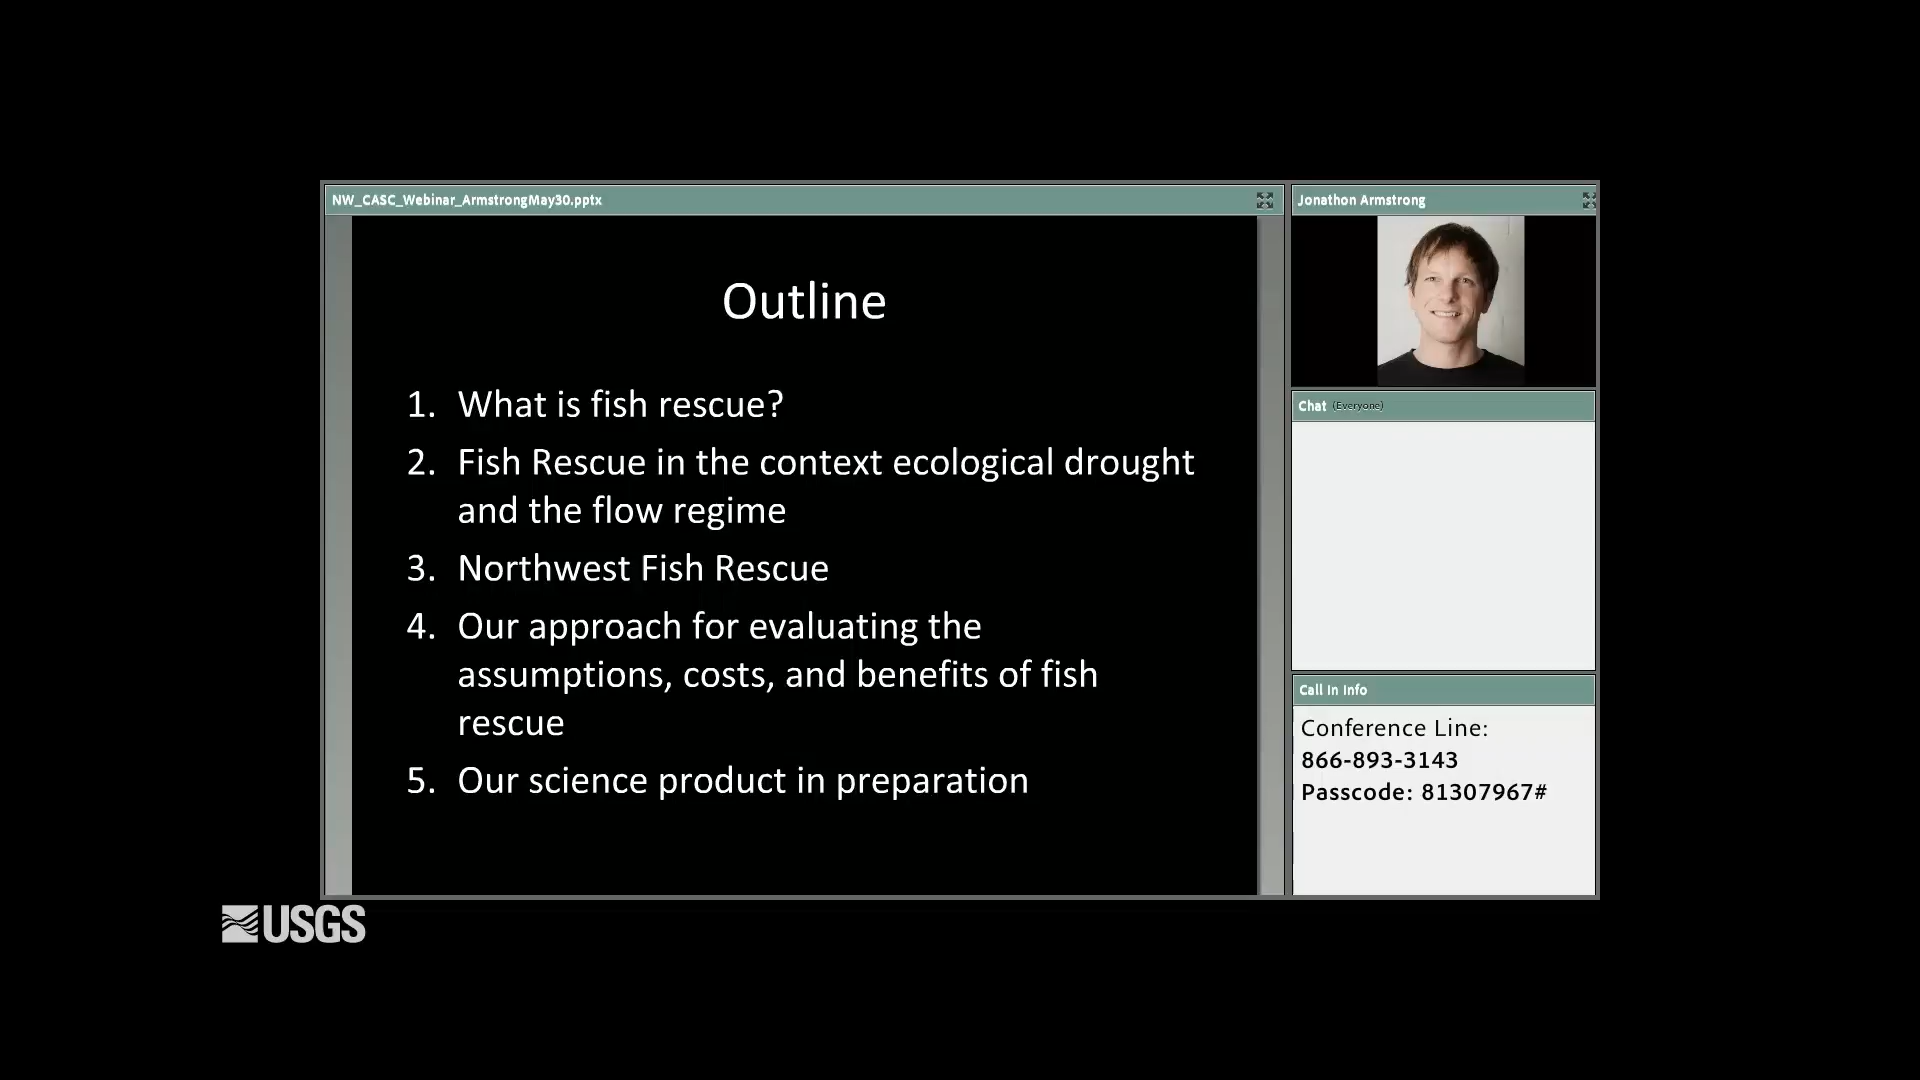 NW_CASC_Webinar_ArmstrongMay30.pptx
Outline
1. What is fish rescue?
2. Fish Rescue in the context ecological drought
and the flow regime
3. Northwest Fish Rescue
4. Our approach for evaluating the
assumptions, costs, and benefits of fish
rescue
5. Our science product in preparation
Jonathon Armstrong
Chat (Everyone)
Call In Info
Conference Line:
866-893-3143
Passcode: 81307967#
USGS